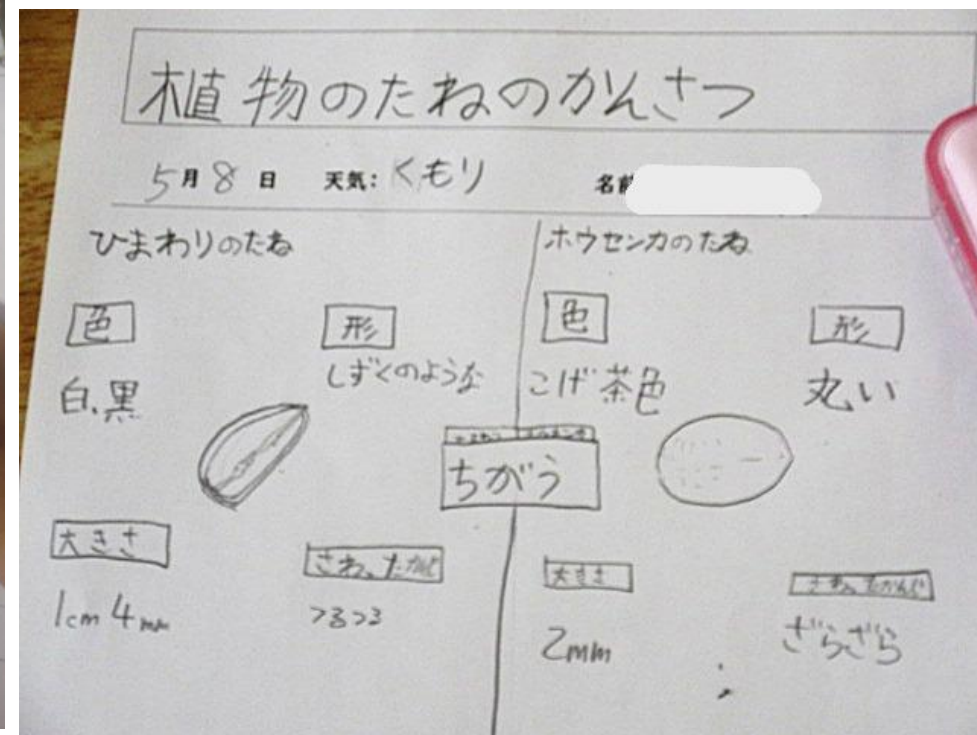 植物のたねのかんさつ
5月8日 天気:くもり 名前
ひまわりのたね
色
白、黒
形
しずくのような
大きさ
1cm4mm
さわったかんじ
つるつる
ちがう
ホウセンカのたね
色
こげ茶色
形
丸い
大きさ
2mm
さわったかんじ
ざらざら